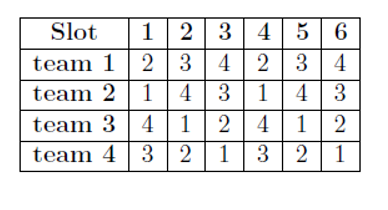 Slot 1 2 3 4 5 6
team 1 2 3 4 2 3 4
team 2 1 4 3 1 4 3
team 3 4 1 2 4 1 2
team 4 3 2 1 3 2 1